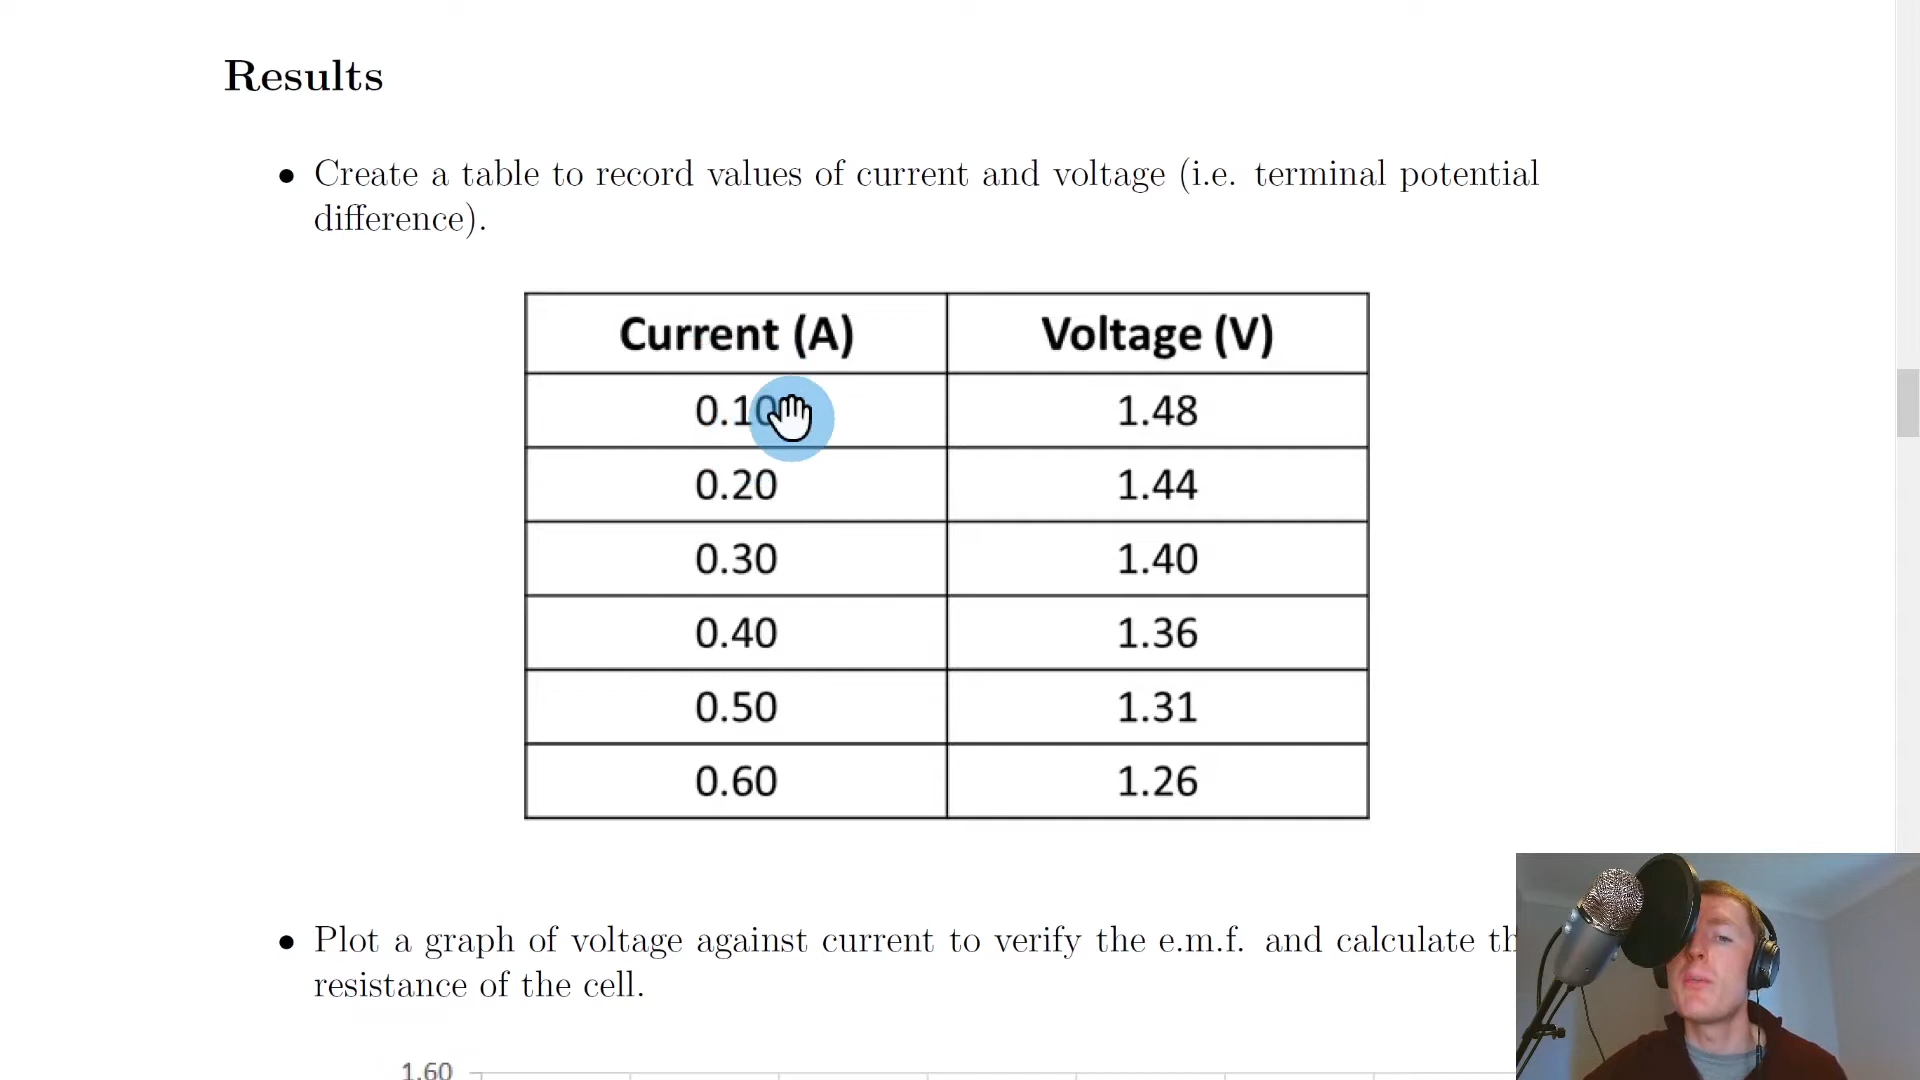 Results
• Create a table to record values of current and voltage (i.e. terminal potential
difference).
Current (A) Voltage (V)
0.10 1.48
0.20 1.44
0.30 1.40
0.40 1.36
0.50 1.31
0.60 1.26
• Plot a graph of voltage against current to verify the e.m.f. and calculate
resistance of the cell.
1.60